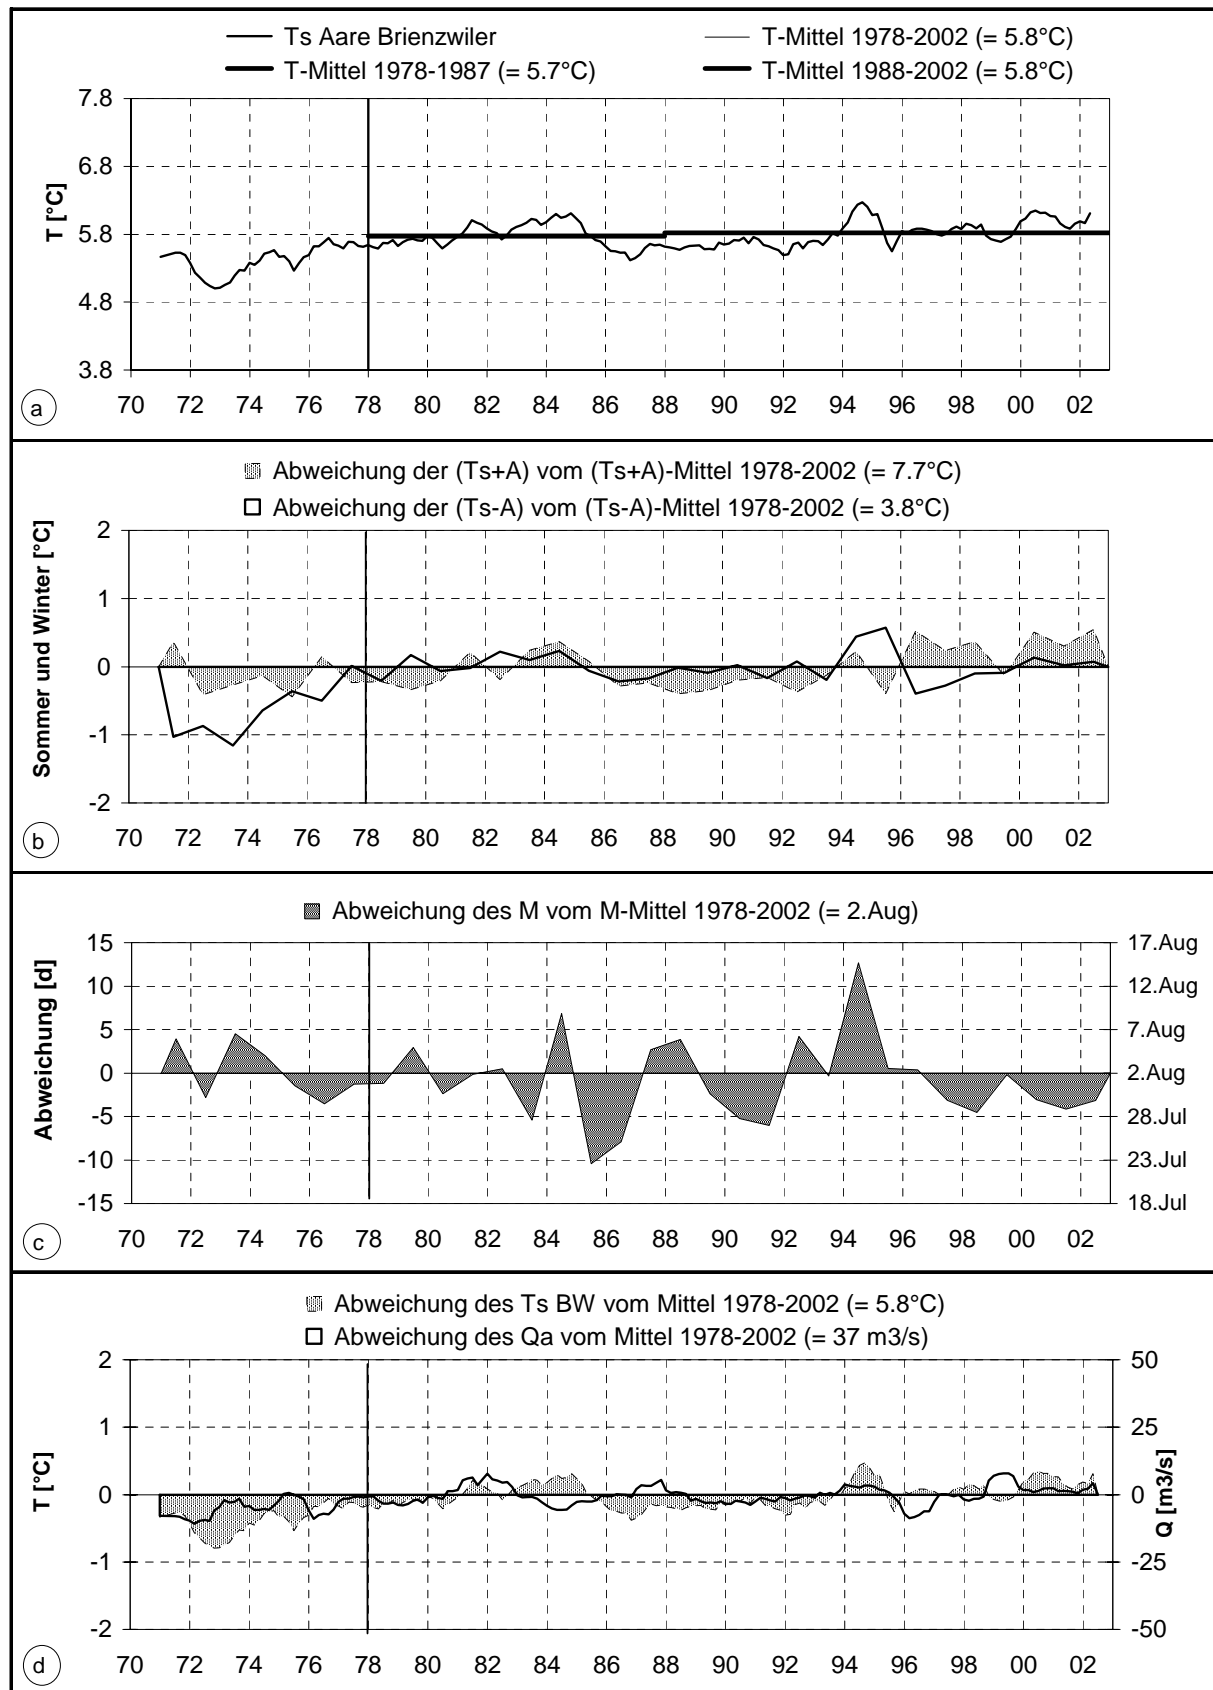 Ts Aare Brienzwiler T-Mittel 1978-2002 (= 5.8°C)
T-Mittel 1978-1987 (= 5.7°C) T-Mittel 1988-2002 (= 5.8°C)
T [°C]
7.8
6.8
5.8
4.8
3.8
70 72 74 76 78 80 82 84 86 88 90 92 94 96 98 00 02
a
Abweichung der (Ts+A) vom (Ts+A)-Mittel 1978-2002 (= 7.7°C)
Abweichung der (Ts-A) vom (Ts-A)-Mittel 1978-2002 (= 3.8°C)
Sommer und Winter [°C]
2
1
0
-1
-2
70 72 74 76 78 80 82 84 86 88 90 92 94 96 98 00 02
b
Abweichung des M vom M-Mittel 1978-2002 (= 2.Aug)
Abweichung [d]
15 17.Aug
10 12.Aug
5 7.Aug
0 2.Aug
-5 28.Jul
-10 23.Jul
-15 18.Jul
70 72 74 76 78 80 82 84 86 88 90 92 94 96 98 00 02
c
Abweichung des Ts BW vom Mittel 1978-2002 (= 5.8°C)
Abweichung des Qa vom Mittel 1978-2002 (= 37 m3/s)
T [°C]
2 50
1 25
0 0
-1 -25
-2 -50
Q [m3/s]
70 72 74 76 78 80 82 84 86 88 90 92 94 96 98 00 02
d